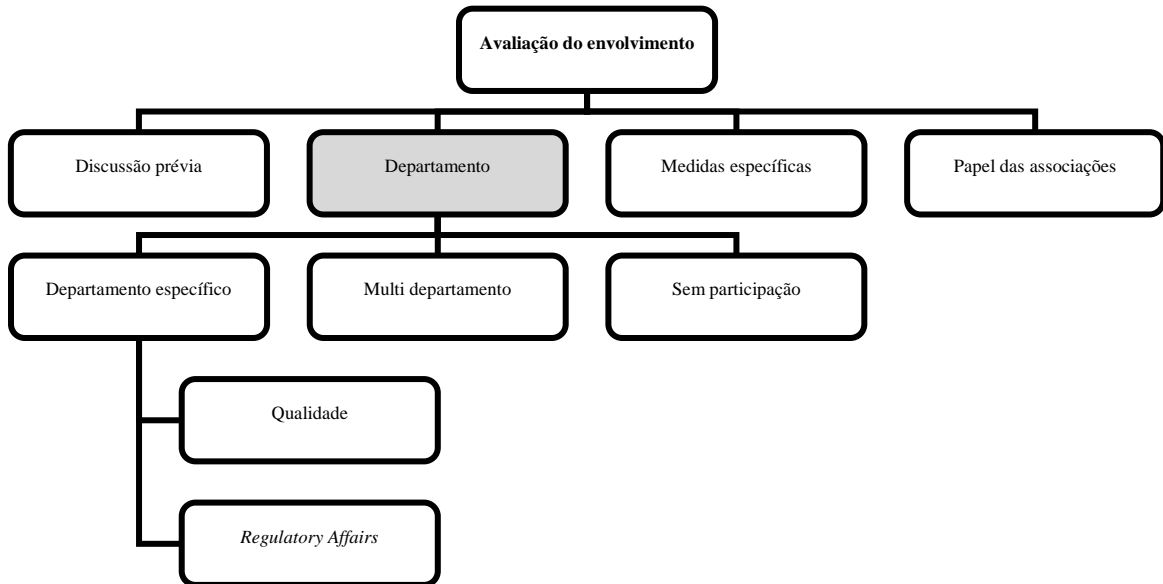 Avaliação do envolvimento
Discussão prévia
Departamento
Medidas específicas
Papel das associações
Departamento específico
Multi departamento
Sem participação
Qualidade
Regulatory Affairs